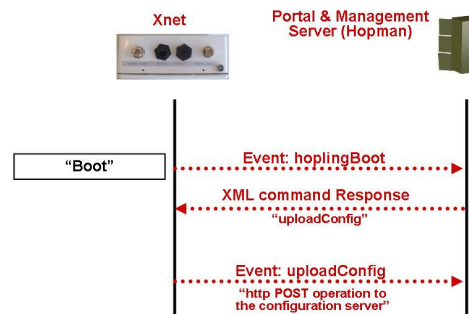 Xnet
Portal & Management
Server (Hopman)
“Boot”
Event: hoplingBoot
XML command Response
“uploadConfig”
Event: uploadConfig
“http POST operation to
the configuration server”